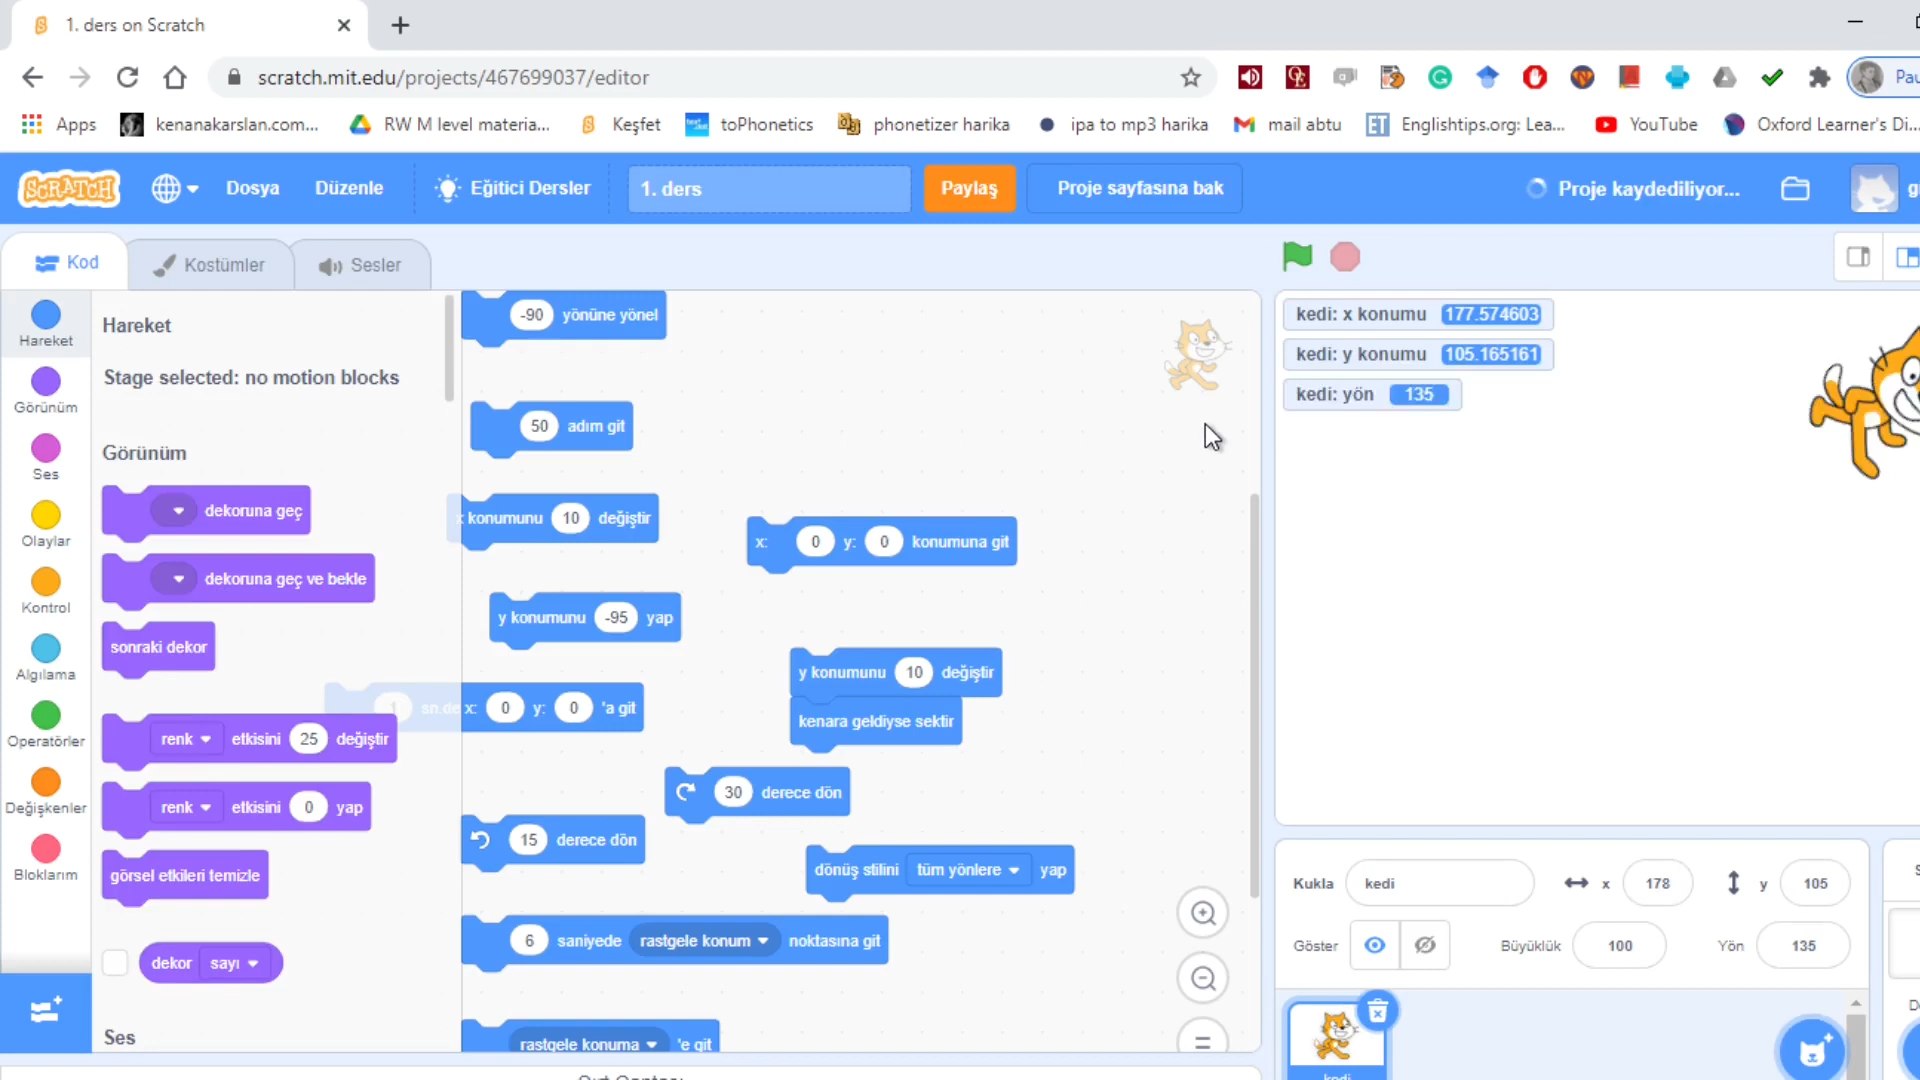 1. ders on Scratch
scratch.mit.edu/projects/467699037/editor
Apps kenanakarslan.com... RW M level materia... Keşfet toPhonetics phonetizer harika ipa to mp3 harika mail abtu Englishtips.org: Lea... YouTube Oxford Learner's Di...
SCRATCH Dosya Düzenle Eğitici Dersler 1. ders Paylaş Proje sayfasına bak Proje kaydediliyor...
Kod Kostümler Sesler
Hareket
Görünüm
Ses
Olaylar
Kontrol
Algılama
Operatörler
Değişkenler
Bloklarım
Hareket
Stage selected: no motion blocks
Görünüm
dekoruna geç
dekoruna geç ve bekle
sonraki dekor
renk etkisini 25 değiştir
renk etkisini 0 yap
görsel etkileri temizle
dekor sayı
Ses
-90 yönüne yönel
50 adım git
x konumunu 10 değiştir
x: 0 y: 0 konumuna git
y konumunu -95 yap
y konumunu 10 değiştir
kenara geldiyse sektir
1 sn.de x: 0 y: 0 'a git
30 derece dön
15 derece dön
dönüş stilini tüm yönlere yap
6 saniyede rastgele konum noktasına git
rastgele konuma 'e git
kedi: x konumu 177.574603
kedi: y konumu 105.165161
kedi: yön 135
Kukla kedi x 178 y 105
Göster Büyüklük 100 Yön 135
kedi